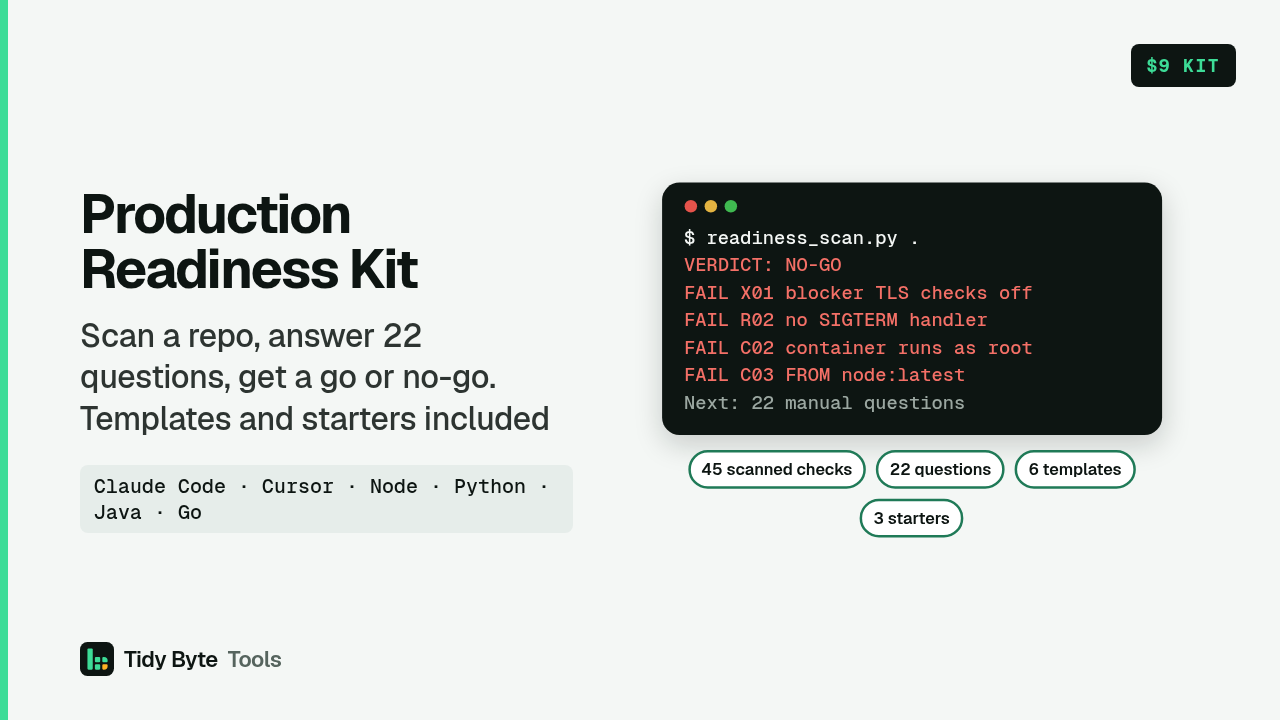 $9 KIT
Production
Readiness Kit
Scan a repo, answer 22
questions, get a go or no-go.
Templates and starters included
Claude Code · Cursor · Node · Python ·
Java · Go
$ readiness_scan.py .
VERDICT: NO-GO
FAIL X01 blocker TLS checks off
FAIL R02 no SIGTERM handler
FAIL C02 container runs as root
FAIL C03 FROM node:latest
Next: 22 manual questions
45 scanned checks
22 questions
6 templates
3 starters
Tidy Byte Tools